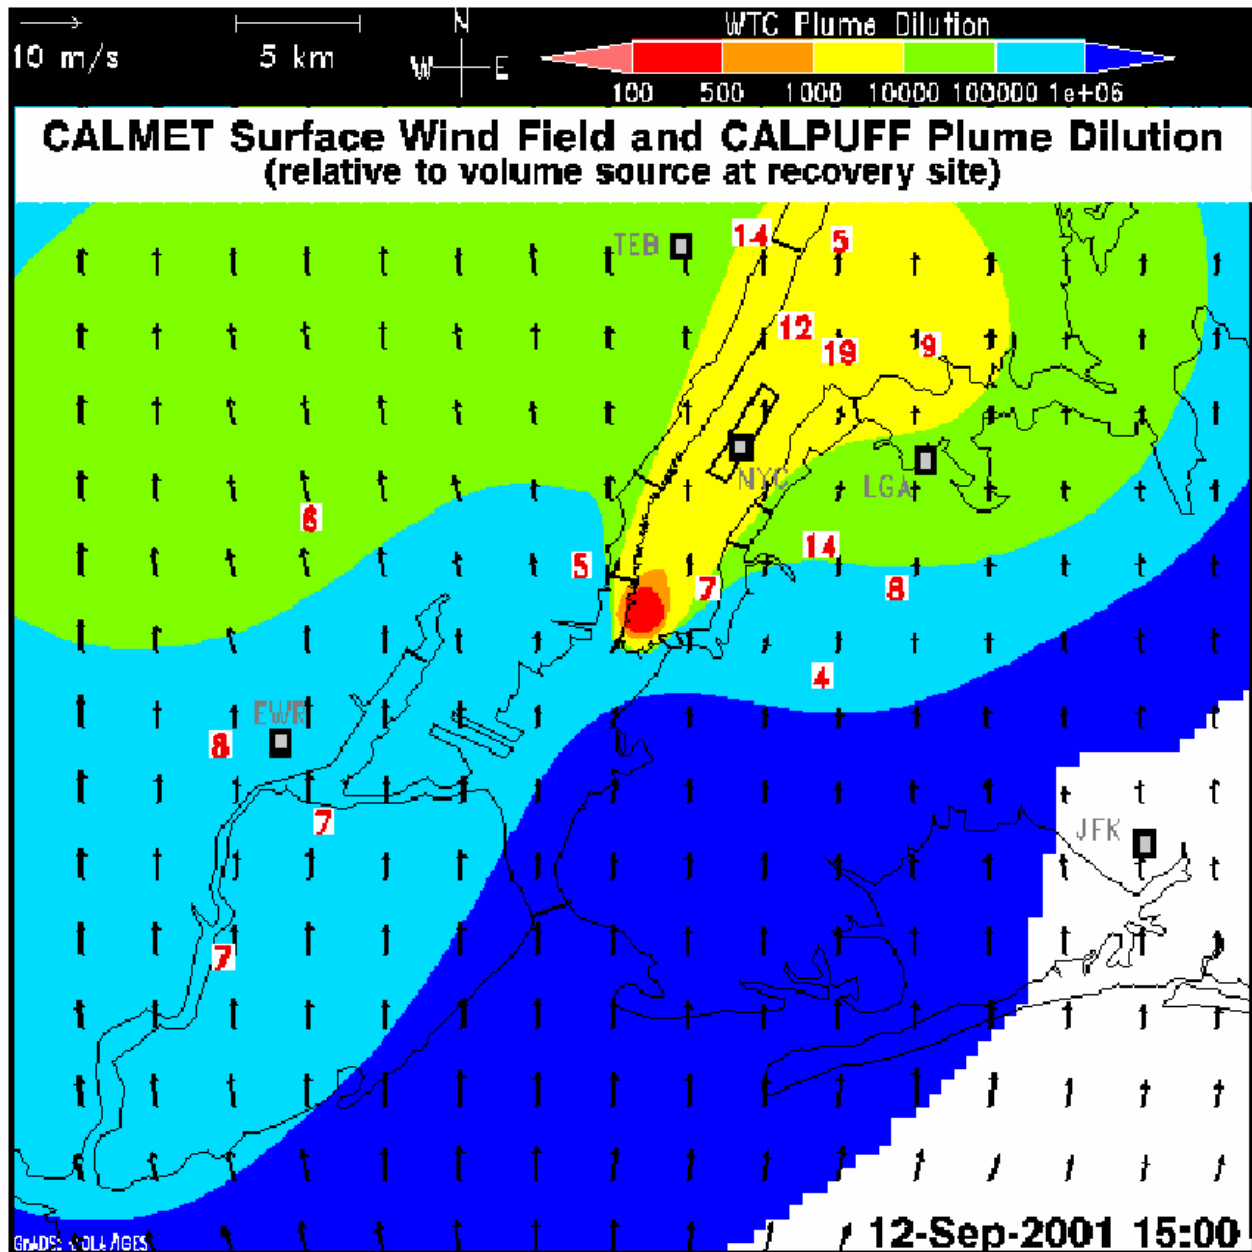 N
WTC Plume Dilution
10 m/s
5 km
W
E
100 500 1000 10000 100000 1e+06
CALMET Surface Wind Field and CALPUFF Plume Dilution
(relative to volume source at recovery site)
TEB
14
5
12
19
9
NYC
LGA
6
14
5
7
8
4
EWR
8
7
JFK
7
12-Sep-2001 15:00
GrADS: COLA/IGES